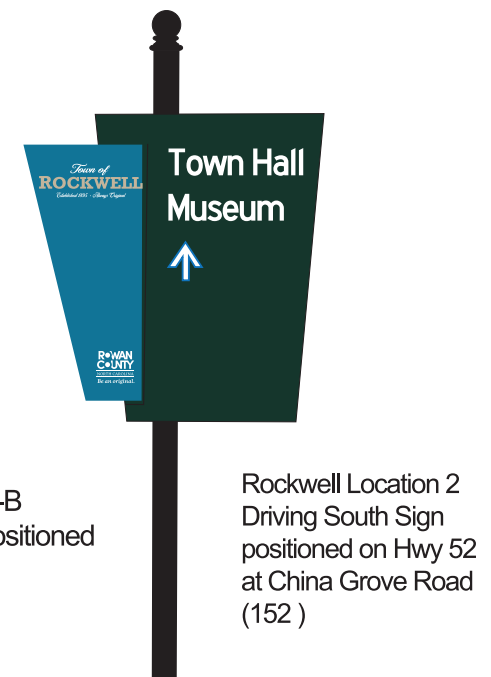 Town of
ROCKWELL
Established 1895 - Always Original
Town Hall
Museum
ROWAN
COUNTY
NORTH CAROLINA
Be an original.
-B
ositioned
Rockwell Location 2
Driving South Sign
positioned on Hwy 52
at China Grove Road
(152 )